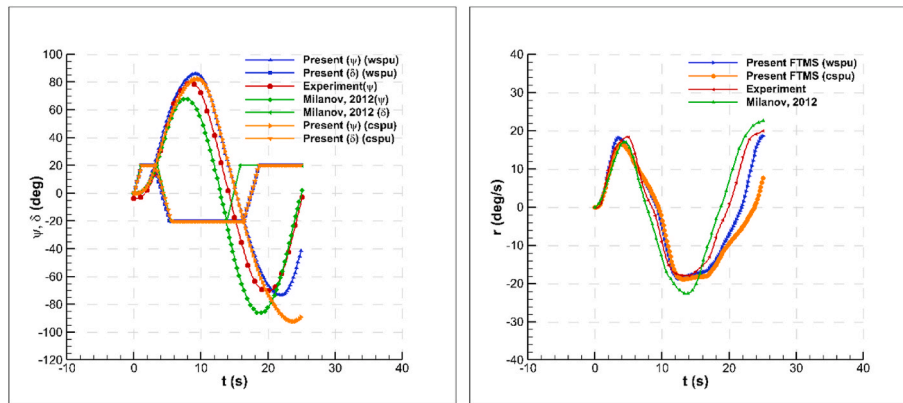 100
80
60
40
20
0
-20
-40
-60
-80
-100
-120
-10
0
10
20
30
40
ψ, δ (deg)
t (s)
Present (ψ) (wspu)
Present (δ) (wspu)
Experiment(ψ)
Milanov, 2012(ψ)
Milanov, 2012 (δ)
Present (ψ) (cspu)
Present (δ) (cspu)
40
30
20
10
0
-10
-20
-30
-40
-10
0
10
20
30
40
r (deg/s)
t (s)
Present FTMS (wspu)
Present FTMS (cspu)
Experiment
Milanov, 2012